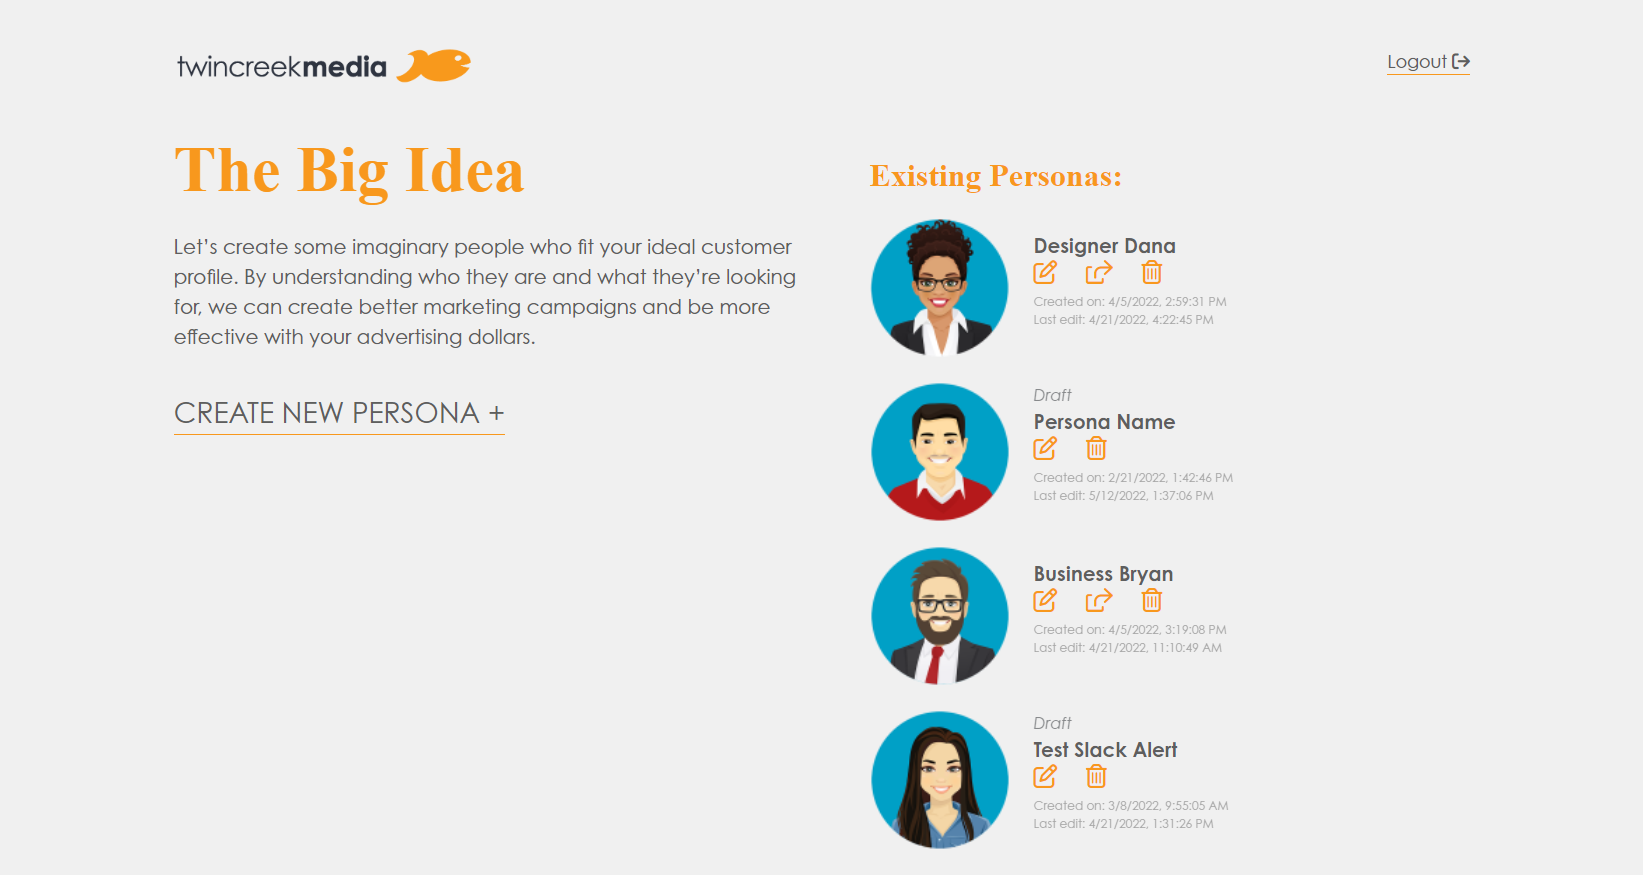 twincreekmedia
Logout
The Big Idea
Let’s create some imaginary people who fit your ideal customer
profile. By understanding who they are and what they’re looking
for, we can create better marketing campaigns and be more
effective with your advertising dollars.
CREATE NEW PERSONA +
Existing Personas:
Designer Dana
Created on: 4/5/2022, 2:59:31 PM
Last edit: 4/21/2022, 4:22:45 PM
Draft
Persona Name
Created on: 2/21/2022, 1:42:46 PM
Last edit: 5/12/2022, 1:37:06 PM
Business Bryan
Created on: 4/5/2022, 3:19:08 PM
Last edit: 4/21/2022, 11:10:49 AM
Draft
Test Slack Alert
Created on: 3/8/2022, 9:55:05 AM
Last edit: 4/21/2022, 1:31:26 PM